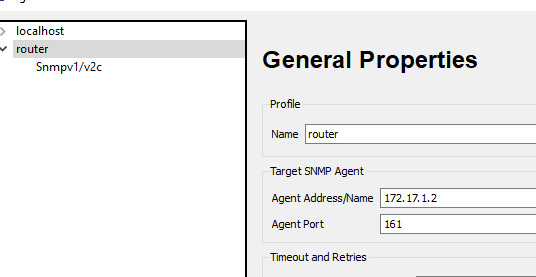 localhost
router
Snmpv1/v2c
General Properties
Profile
Name router
Target SNMP Agent
Agent Address/Name 172.17.1.2
Agent Port 161
Timeout and Retries